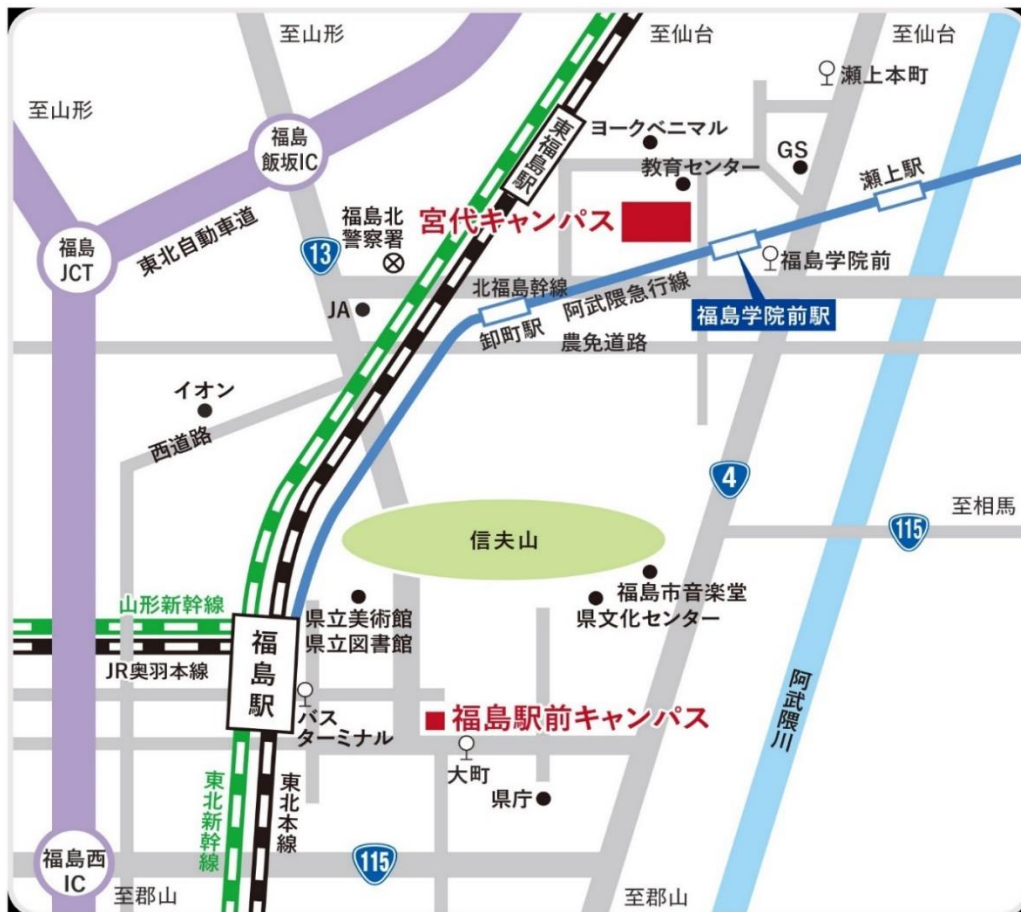 至山形
至仙台
至仙台
瀬上本町
至山形
福島
飯坂IC
東福島駅
ヨークベニマル
GS
教育センター
瀬上駅
福島
JCT
東北自動車道
13
福島北
警察署
宮代キャンパス
福島学院前
北福島幹線
阿武隈急行線
福島学院前駅
JA
卸町駅
農免道路
イオン
西道路
4
至相馬
115
信夫山
福島市音楽堂
県文化センター
山形新幹線
県立美術館
県立図書館
JR奥羽本線
福島駅
バス
ターミナル
福島駅前キャンパス
阿武隈川
大町
県庁
東北新幹線
東北本線
福島西
IC
115
至郡山
至郡山